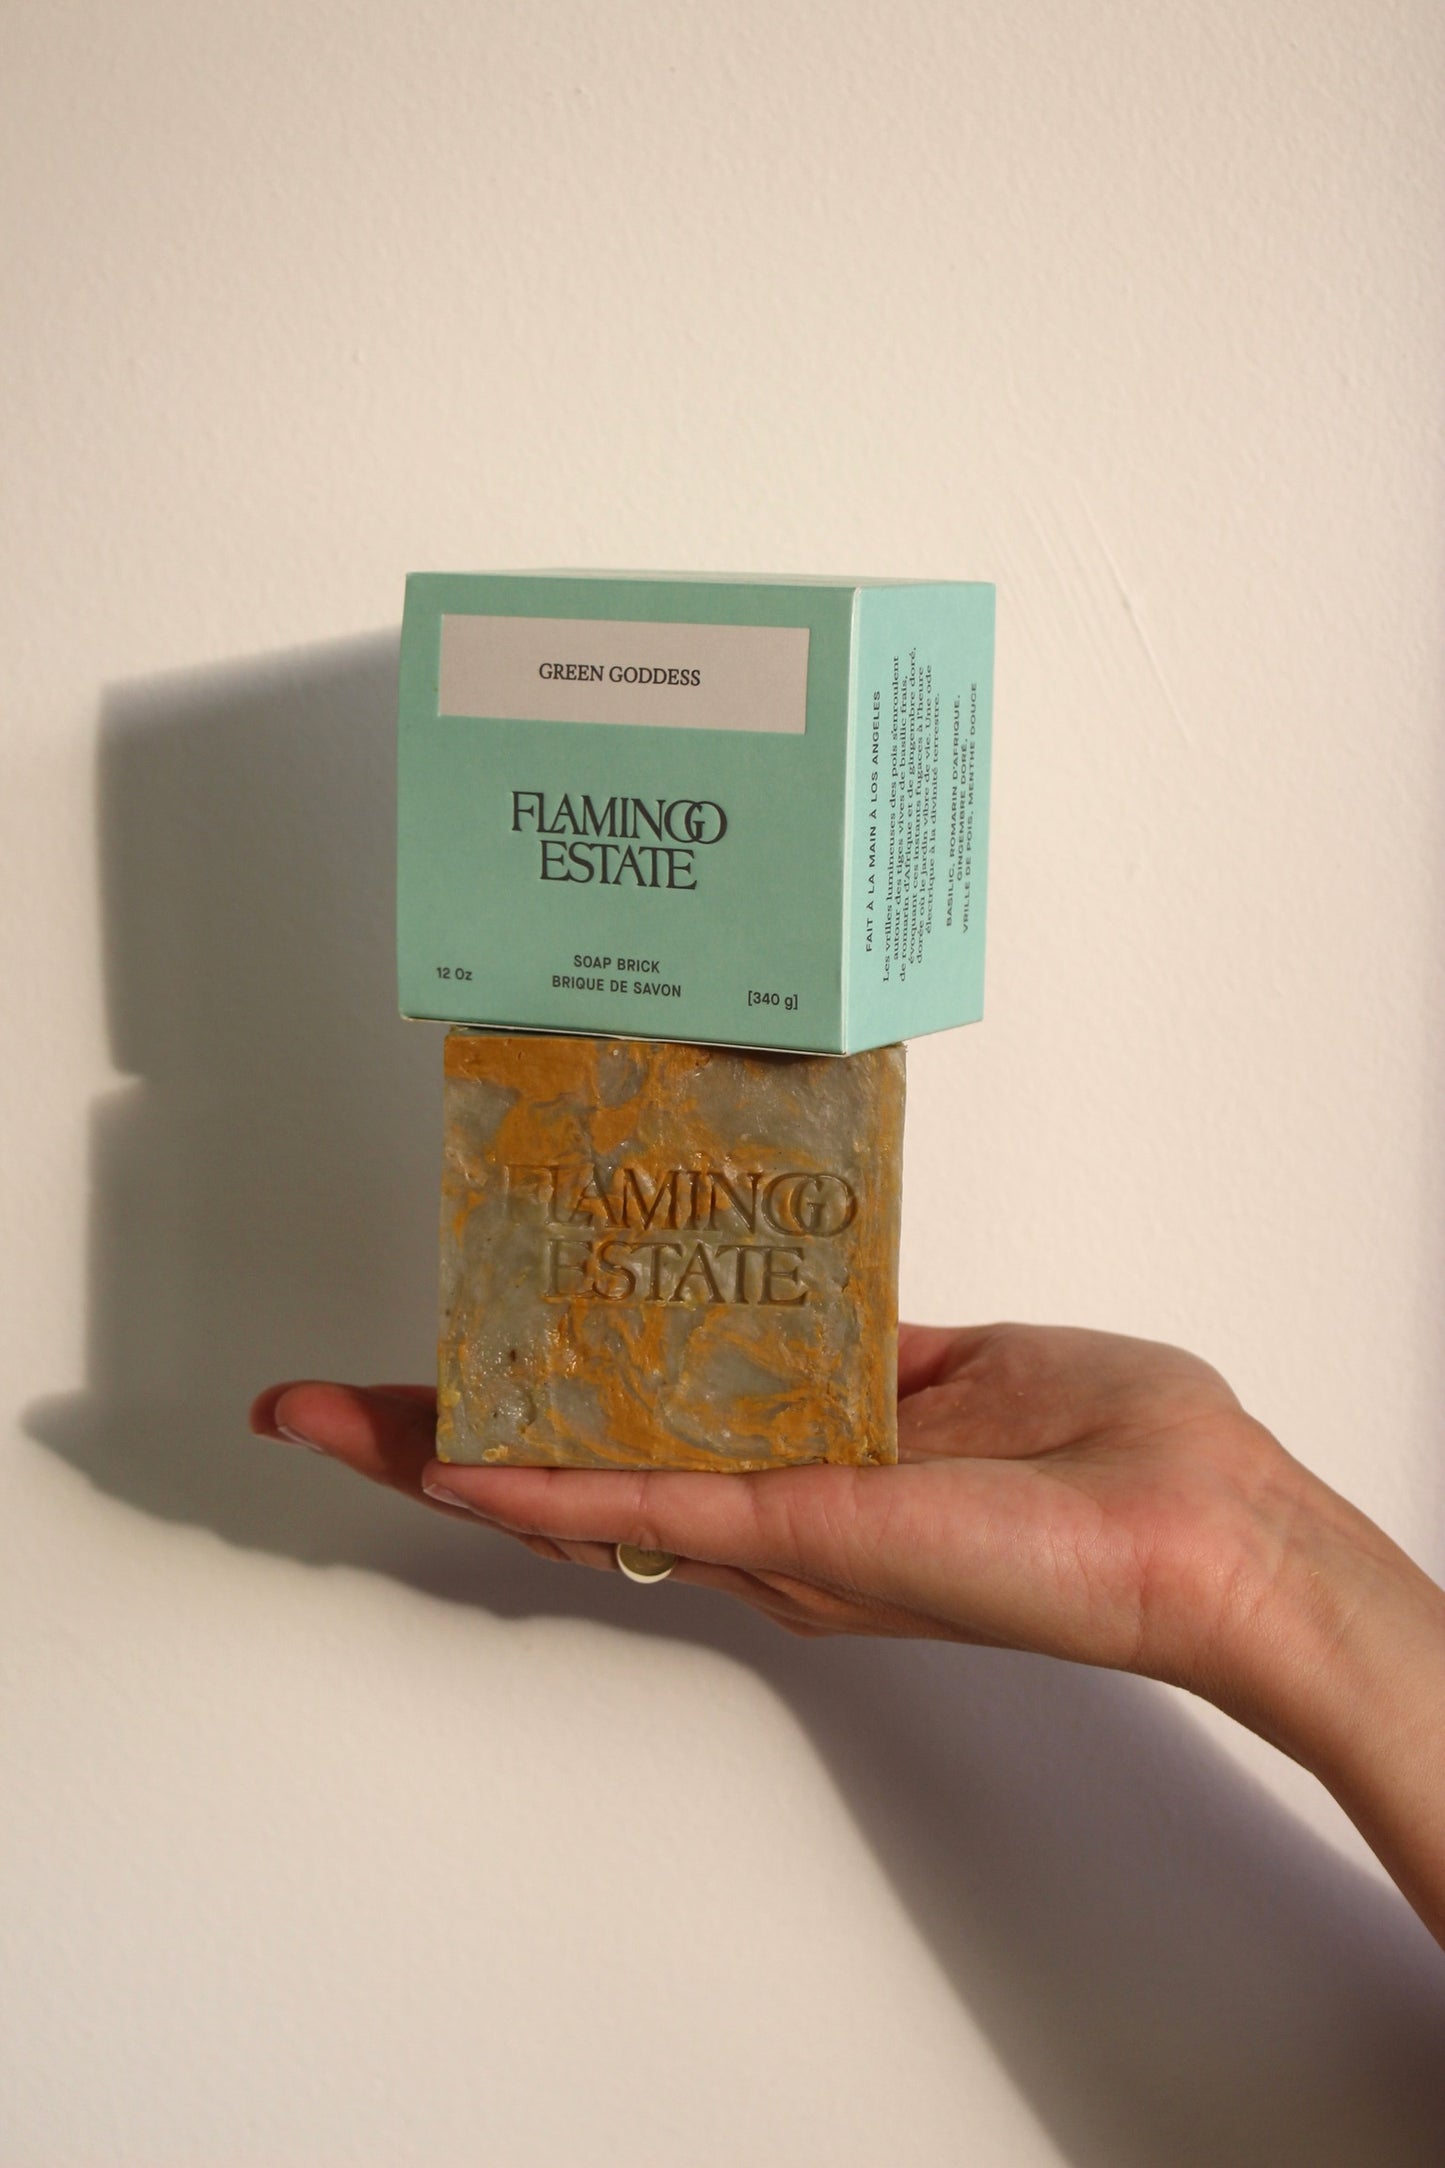 GREEN GODDESS
FLAMINGO
ESTATE
12 Oz
SOAP BRICK
BRIQUE DE SAVON
[340 g]
FAIT À LA MAIN À LOS ANGELES
Les vrilles lumineuses des pois s'enroulent
autour des tiges vives de basilic frais,
de romarin d'Afrique et de gingembre doré,
évoquant ces instants fugaces à l'heure
dorée où le jardin vibre de vie. Une ode
électrique à la divinité terrestre.
BASILIC, ROMARIN D'AFRIQUE,
GINGEMBRE DORÉ,
VRILLE DE POIS, MENTHE DOUCE
FLAMINGO
ESTATE